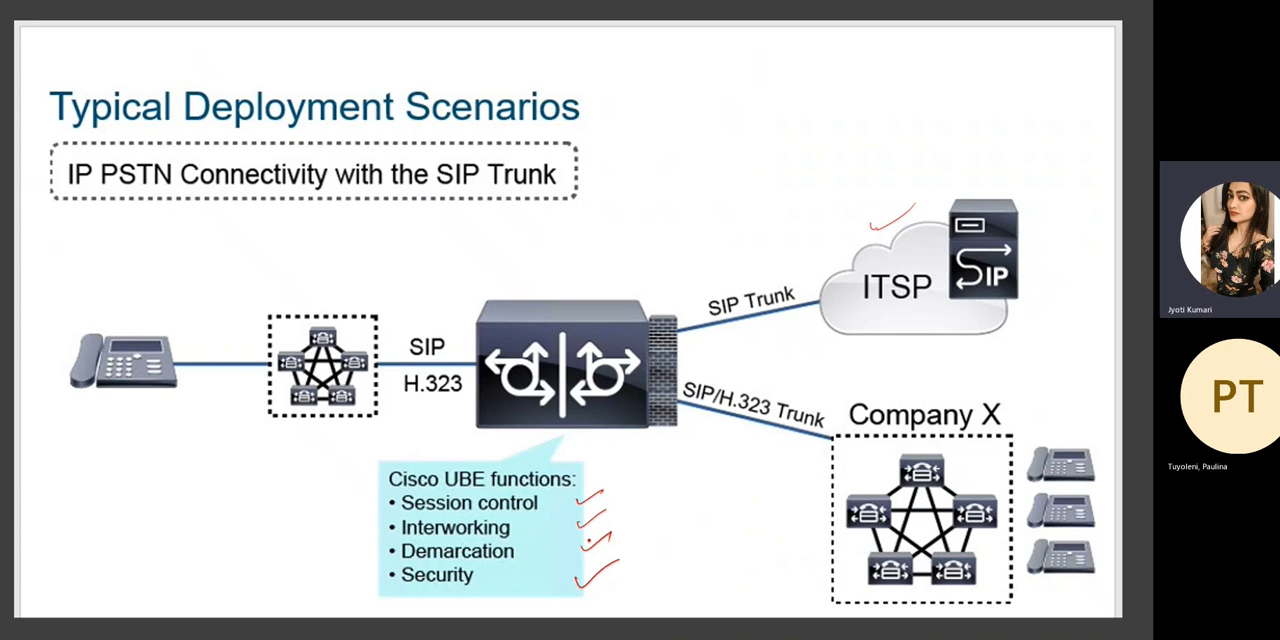 Typical Deployment Scenarios
IP PSTN Connectivity with the SIP Trunk
SIP
H.323
SIP Trunk
ITSP
SIP
SIP/H.323 Trunk
Company X
Cisco UBE functions:
• Session control
• Interworking
• Demarcation
• Security
Jyoti Kumari
PT
Tuyoleni, Paulina